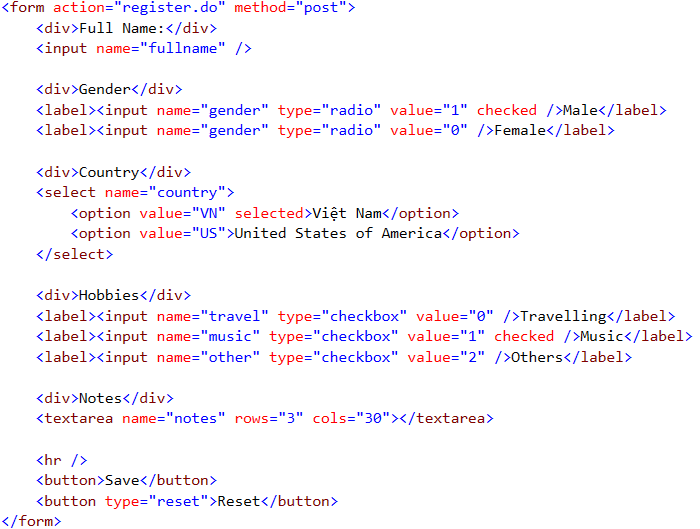 <form action="register.do" method="post">
    <div>Full Name:</div>
    <input name="fullname" />

    <div>Gender</div>
    <label><input name="gender" type="radio" value="1" checked />Male</label>
    <label><input name="gender" type="radio" value="0" />Female</label>

    <div>Country</div>
    <select name="country">
        <option value="VN" selected>Việt Nam</option>
        <option value="US">United States of America</option>
    </select>

    <div>Hobbies</div>
    <label><input name="travel" type="checkbox" value="0" />Travelling</label>
    <label><input name="music" type="checkbox" value="1" checked />Music</label>
    <label><input name="other" type="checkbox" value="2" />Others</label>

    <div>Notes</div>
    <textarea name="notes" rows="3" cols="30"></textarea>

    <hr />
    <button>Save</button>
    <button type="reset">Reset</button>
</form>